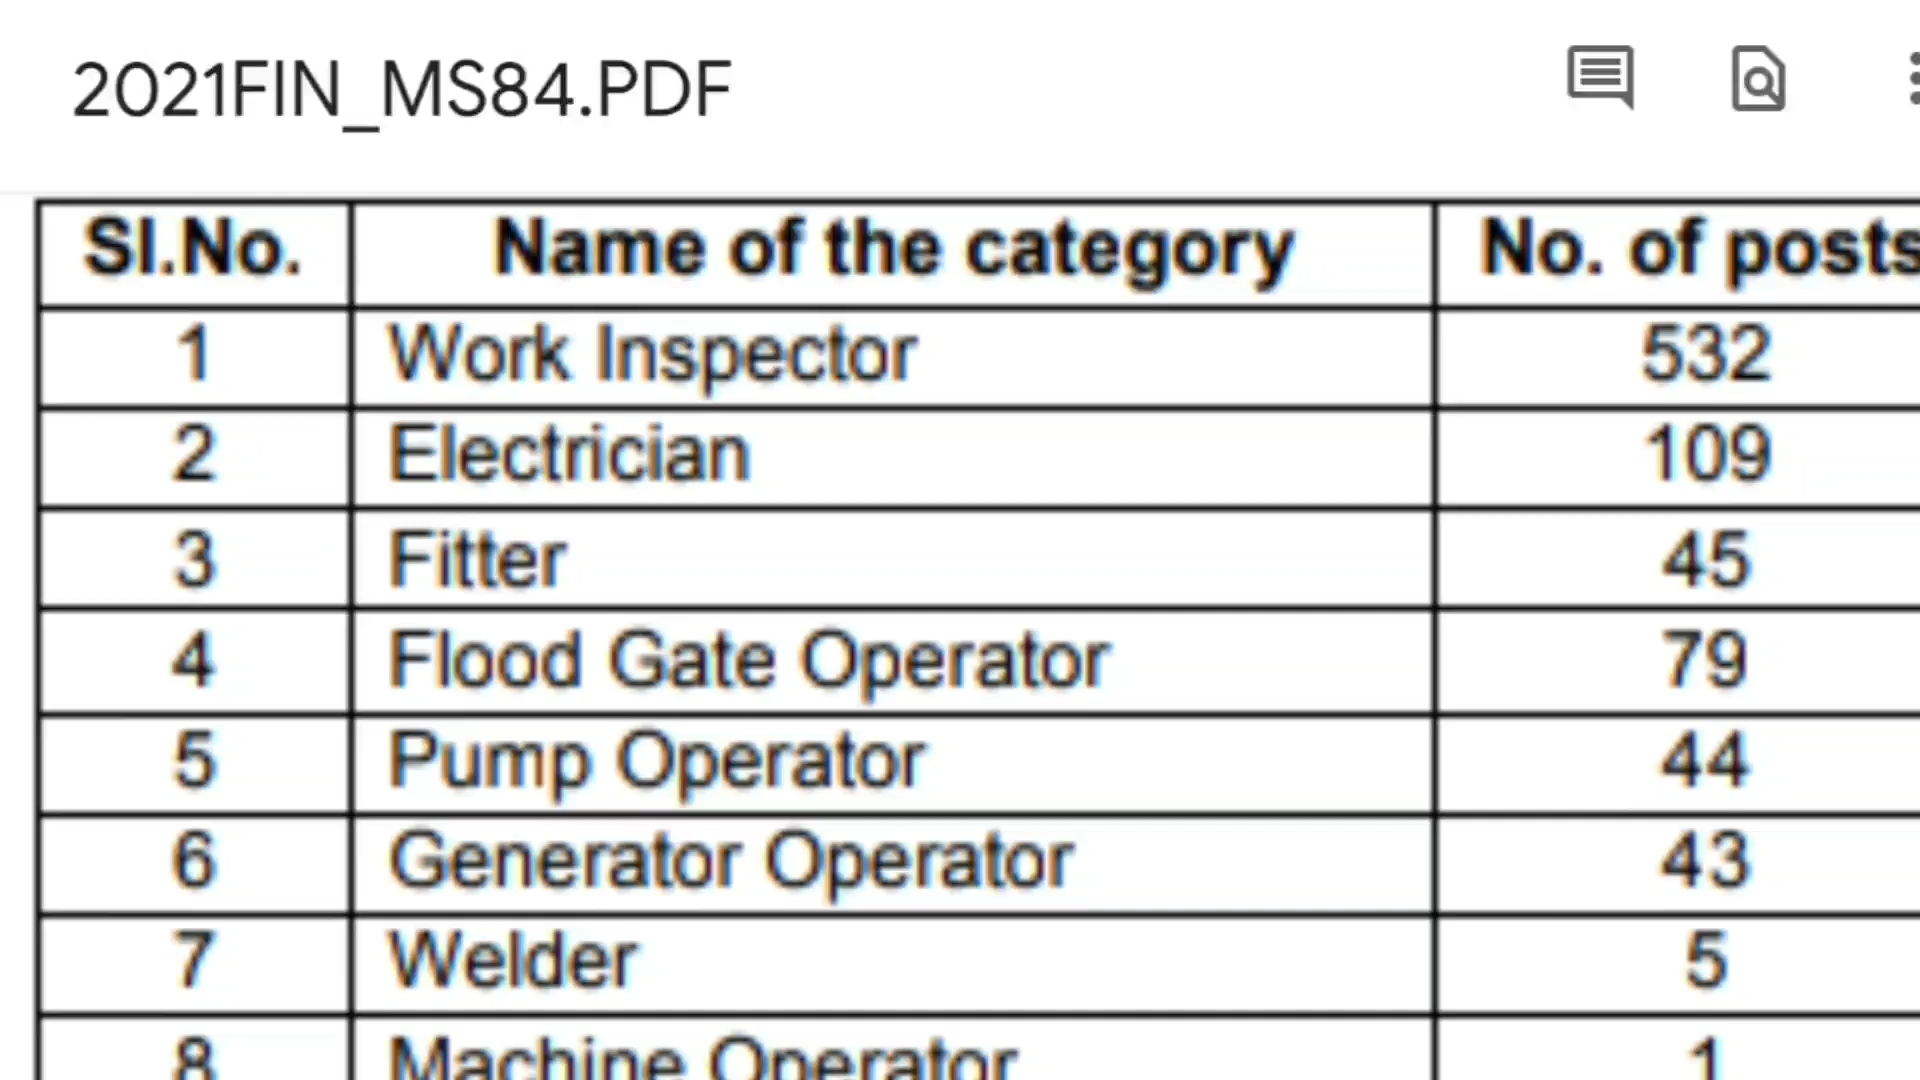 2021FIN_MS84.PDF
Sl.No. Name of the category No. of posts
1 Work Inspector 532
2 Electrician 109
3 Fitter 45
4 Flood Gate Operator 79
5 Pump Operator 44
6 Generator Operator 43
7 Welder 5
8 Machine Operator 1